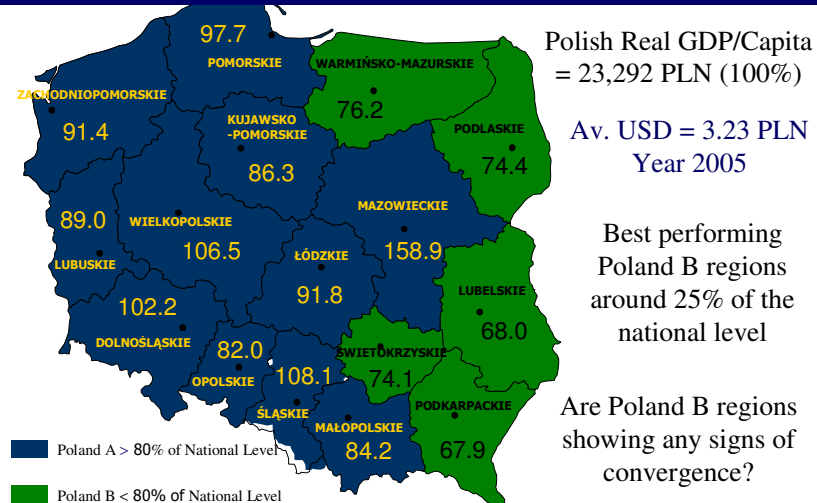 97.7
POMORSKIE
WARMIŃSKO-MAZURSKIE
76.2
ZACHODNIOPOMORSKIE
91.4
KUJAWSKO
-POMORSKIE
86.3
PODLASKIE
74.4
89.0
LUBUSKIE
WIELKOPOLSKIE
106.5
MAZOWIECKIE
158.9
ŁÓDZKIE
91.8
LUBELSKIE
68.0
102.2
DOLNOŚLĄSKIE
82.0
OPOLSKIE
108.1
ŚLĄSKIE
ŚWIETOKRZYSKIE
74.1
MAŁOPOLSKIE
84.2
PODKARPACKIE
67.9
Poland A > 80% of National Level
Poland B < 80% of National Level
Polish Real GDP/Capita
= 23,292 PLN (100%)
Av. USD = 3.23 PLN
Year 2005
Best performing
Poland B regions
around 25% of the
national level
Are Poland B regions
showing any signs of
convergence?